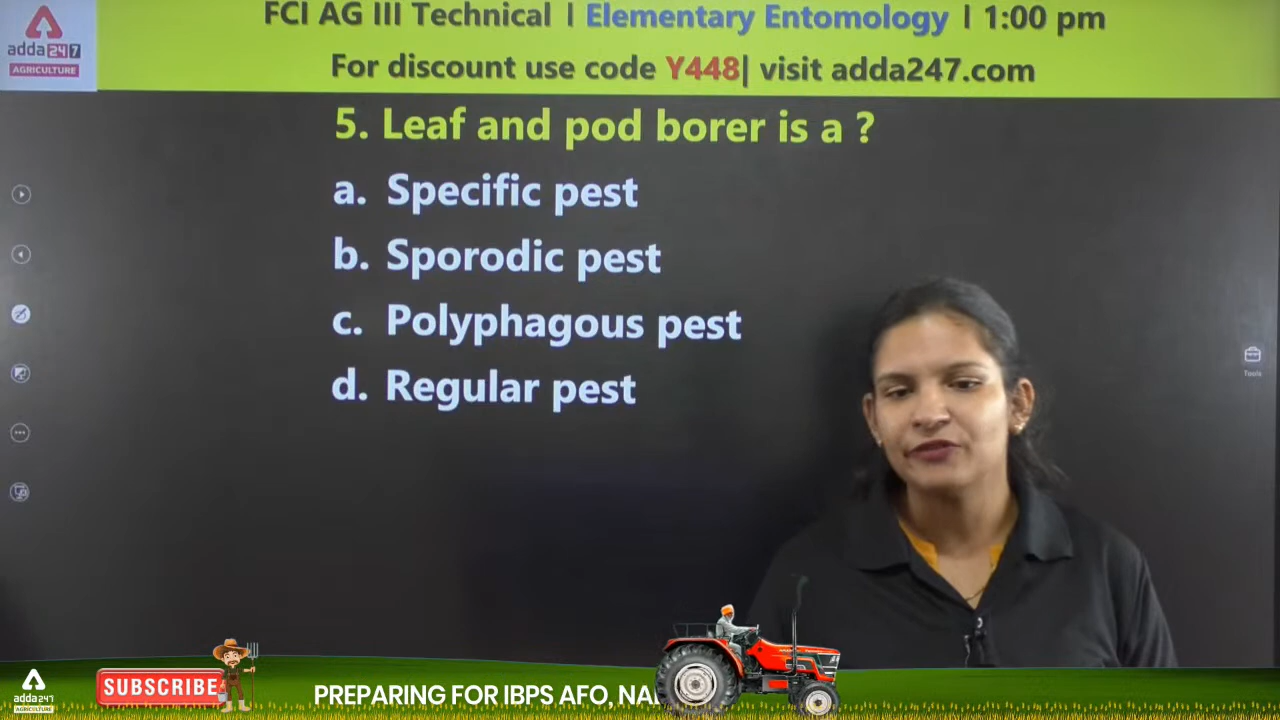 FCI AG III Technical I Elementary Entomology I 1:00 pm
adda247
AGRICULTURE
For discount use code Y448| visit adda247.com
5. Leaf and pod borer is a ?
a. Specific pest
b. Sporodic pest
c. Polyphagous pest
d. Regular pest
Tools
adda247
AGRICULTURE
SUBSCRIBE
PREPARING FOR IBPS AFO,